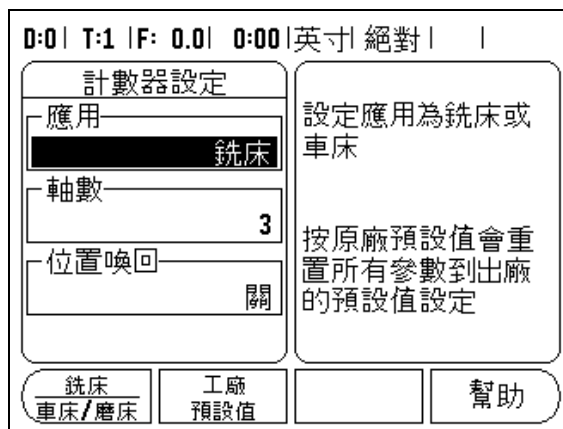 D:0| T:1 |F: 0.0| 0:00|英寸|絕對| |
計數器設定
應用
銑床
軸數
3
位置喚回
關
設定應用為銑床或
車床
按原廠預設值會重
置所有參數到出廠
的預設值設定
銑床
車床/磨床
工廠
預設值
幫助